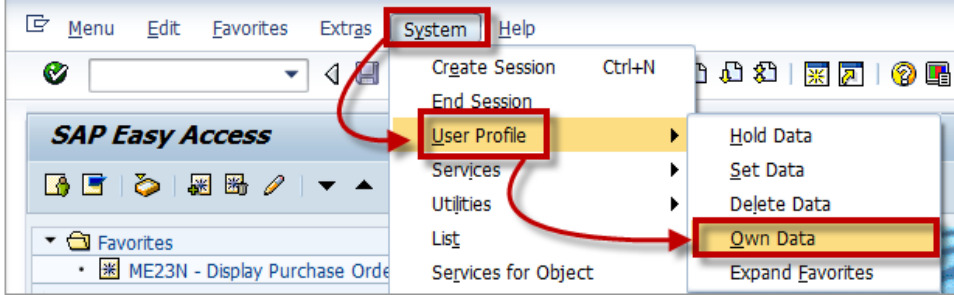 Menu Edit Favorites Extras System Help
Create Session Ctrl+N
End Session
SAP Easy Access
User Profile
Hold Data
Services
Set Data
Utilities
Delete Data
Favorites
List
Own Data
ME23N - Display Purchase Orde
Services for Object
Expand Favorites